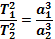 T₁²/T₂² = a₁³/a₂³